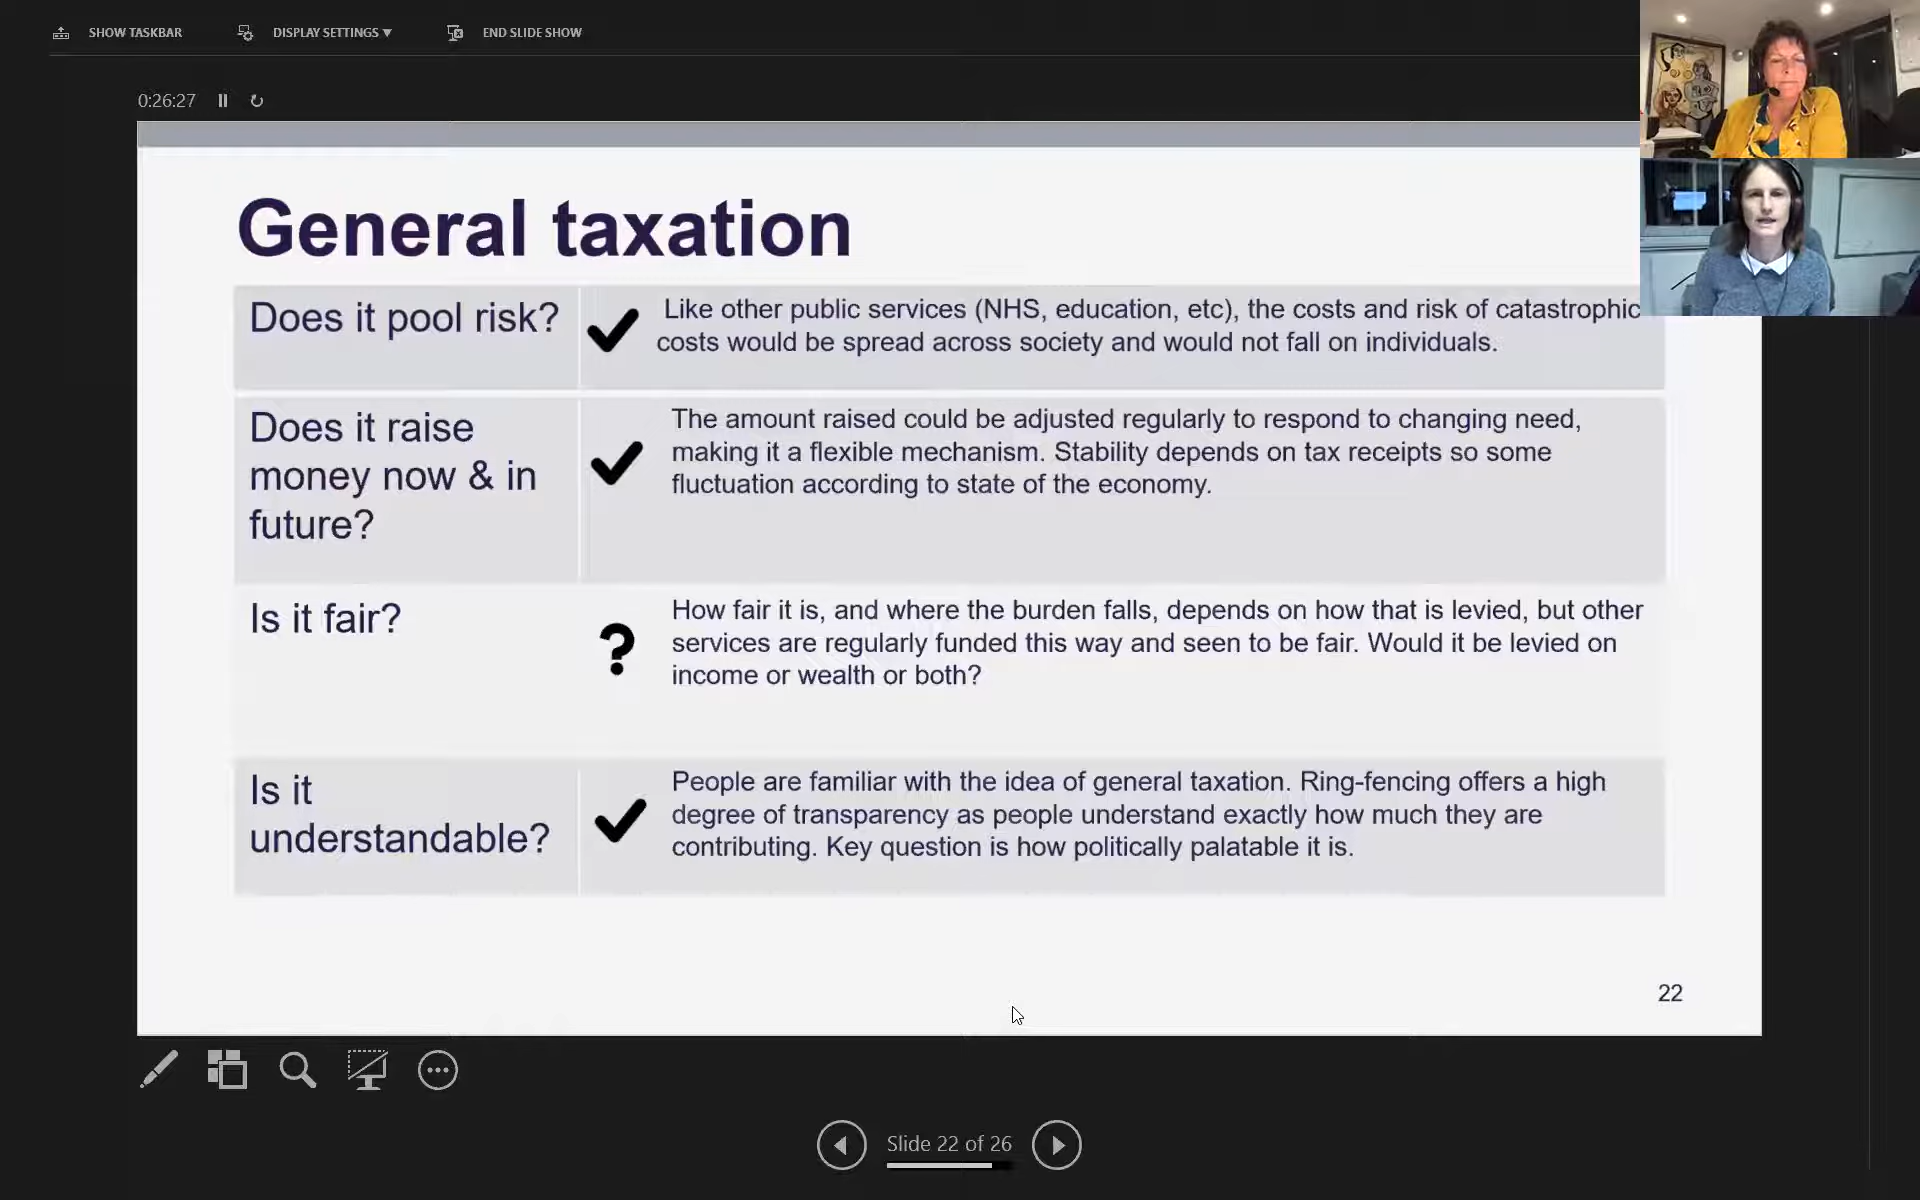 SHOW TASKBAR
DISPLAY SETTINGS ▼
END SLIDE SHOW
0:26:27
General taxation
Does it pool risk?
Like other public services (NHS, education, etc), the costs and risk of catastrophic
costs would be spread across society and would not fall on individuals.
Does it raise
money now & in
future?
The amount raised could be adjusted regularly to respond to changing need,
making it a flexible mechanism. Stability depends on tax receipts so some
fluctuation according to state of the economy.
Is it fair?
?
How fair it is, and where the burden falls, depends on how that is levied, but other
services are regularly funded this way and seen to be fair. Would it be levied on
income or wealth or both?
Is it
understandable?
People are familiar with the idea of general taxation. Ring-fencing offers a high
degree of transparency as people understand exactly how much they are
contributing. Key question is how politically palatable it is.
22
Slide 22 of 26